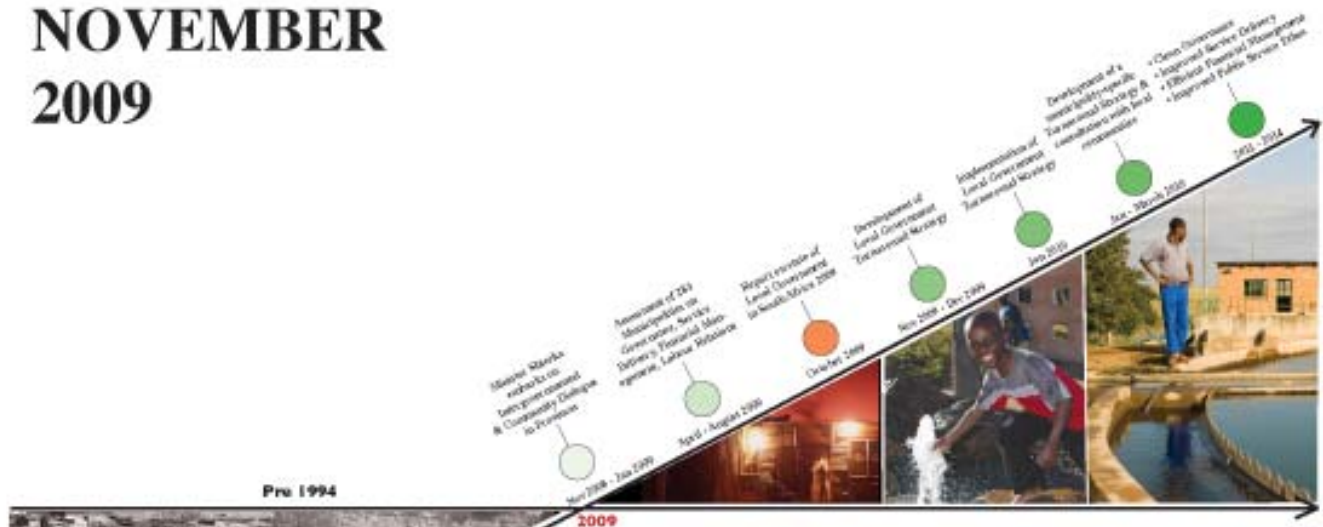 NOVEMBER
2009
Minister Shiceka
embarks on
Intergovernmental
& Community Dialogue
in Provinces
Nov 2008 - Jan 2009
Assessment of 283
Municipalities on
Governance, Service
Delivery, Financial Man-
agement, Labour Relations
April - August 2009
Report on state of
Local Government
in South Africa 2009
October 2009
Development of
Local Government
Turnaround Strategy
Nov 2009 - Dec 2009
Implementation of
Local Government
Turnaround Strategy
Jan 2010
Development of a
municipality-specific
Turnaround Strategy &
consultation with local
communities
Jan - March 2010
• Clean Governance
• Improved Service Delivery
• Efficient Financial Management
• Improved Public Service Ethos
2011 - 2014
Pre 1994
2009